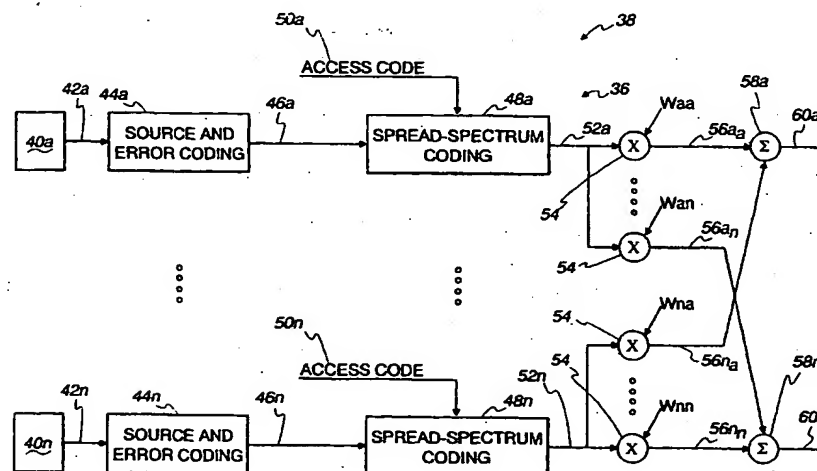 50a
38
ACCESS CODE
36
58a
42a
44a
46a
48a
52a
Waa
56aa
60a
40a
SOURCE AND
ERROR CODING
SPREAD-SPECTRUM
CODING
X
Σ
54
Wan
56an
X
54
50n
54
Wna
ACCESS CODE
X
56na
58n
42n
44n
46n
48n
52n
54
Wnn
56nn
60
40n
SOURCE AND
ERROR CODING
SPREAD-SPECTRUM
CODING
X
Σ